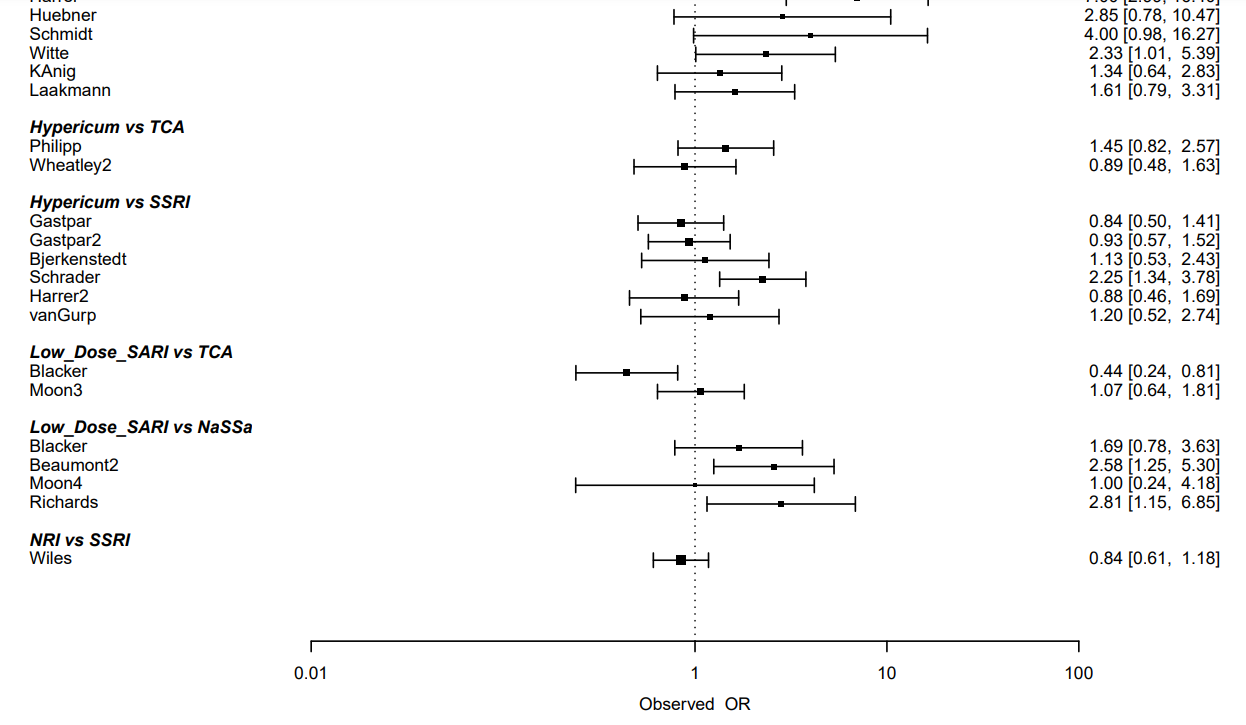 Huebner 2.85 [0.78, 10.47]
Schmidt 4.00 [0.98, 16.27]
Witte 2.33 [1.01, 5.39]
KAnig 1.34 [0.64, 2.83]
Laakmann 1.61 [0.79, 3.31]
Hypericum vs TCA
Philipp 1.45 [0.82, 2.57]
Wheatley2 0.89 [0.48, 1.63]
Hypericum vs SSRI
Gastpar 0.84 [0.50, 1.41]
Gastpar2 0.93 [0.57, 1.52]
Bjerkenstedt 1.13 [0.53, 2.43]
Schrader 2.25 [1.34, 3.78]
Harrer2 0.88 [0.46, 1.69]
vanGurp 1.20 [0.52, 2.74]
Low_Dose_SARI vs TCA
Blacker 0.44 [0.24, 0.81]
Moon3 1.07 [0.64, 1.81]
Low_Dose_SARI vs NaSSa
Blacker 1.69 [0.78, 3.63]
Beaumont2 2.58 [1.25, 5.30]
Moon4 1.00 [0.24, 4.18]
Richards 2.81 [1.15, 6.85]
NRI vs SSRI
Wiles 0.84 [0.61, 1.18]
0.01 1 10 100
Observed OR